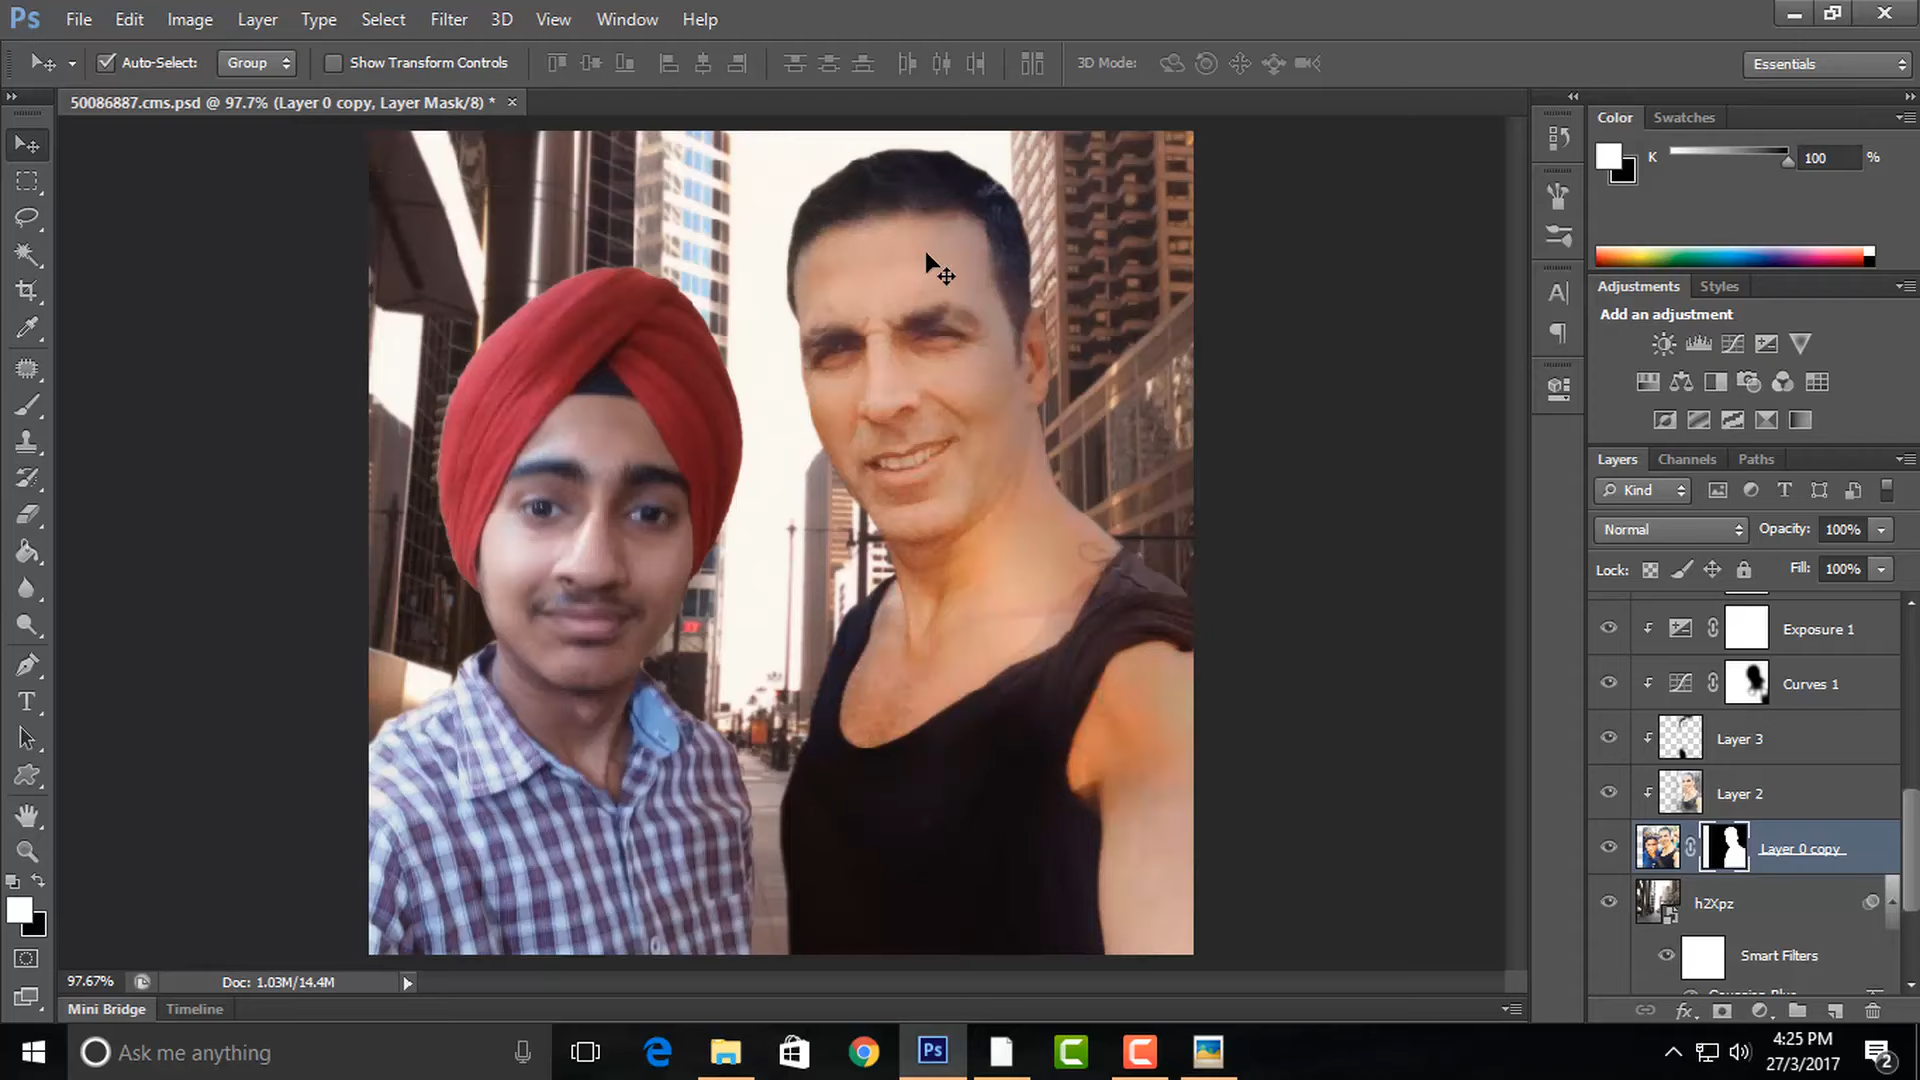 Ps File Edit Image Layer Type Select Filter 3D View Window Help
Auto-Select: Group Show Transform Controls 3D Mode: Essentials
50086887.cms.psd @ 97.7% (Layer 0 copy, Layer Mask/8) * ×
Color Swatches
K 100 %
Adjustments Styles
Add an adjustment
Layers Channels Paths
Kind
Normal Opacity: 100%
Lock: Fill: 100%
Exposure 1
Curves 1
Layer 3
Layer 2
Layer 0 copy
h2Xpz
Smart Filters
Gaussian Blur
97.67% Doc: 1.03M/14.4M
Mini Bridge Timeline
Ask me anything
4:25 PM
27/3/2017
2